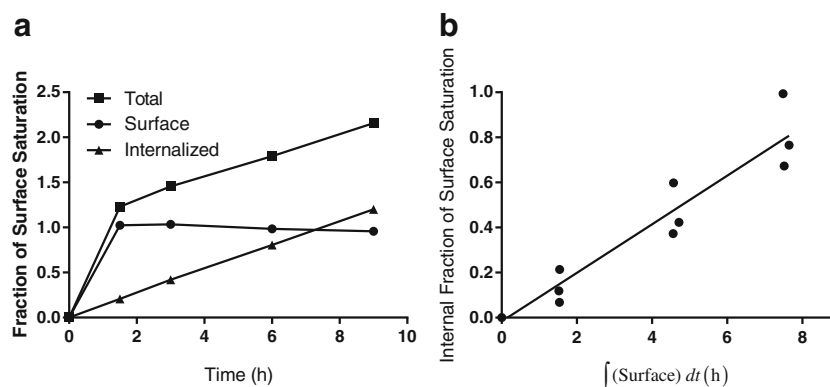 a
Fraction of Surface Saturation
2.5
2.0
1.5
1.0
0.5
0.0
Total
Surface
Internalized
0 2 4 6 8 10
Time (h)
b
Internal Fraction of Surface Saturation
1.0
0.8
0.6
0.4
0.2
0.0
0 2 4 6 8
∫(Surface) dt (h)